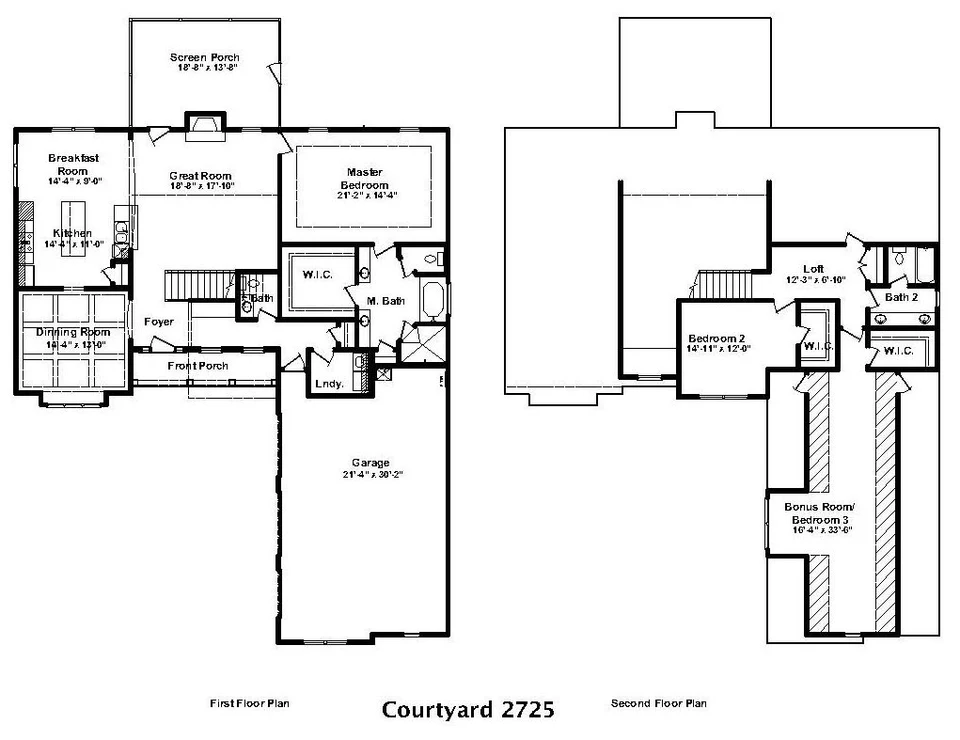 Screen Porch
18'-8" x 13'-8"
Breakfast
Room
14'-4" x 9'-0"
Great Room
18'-8" x 17'-10"
Master
Bedroom
21'-2" x 14'-4"
Kitchen
14'-4" x 11'-0"
W.I.C.
Bath
M. Bath
Foyer
Dinning Room
14'-4" x 13'-0"
Front Porch
Lndy.
Garage
21'-4" x 30'-2"
Loft
12'-3" x 6'-10"
Bath 2
Bedroom 2
14'-11" x 12'-0"
W.I.C.
W.I.C.
Bonus Room/
Bedroom 3
16'-4" x 33'-6"
First Floor Plan
Courtyard 2725
Second Floor Plan